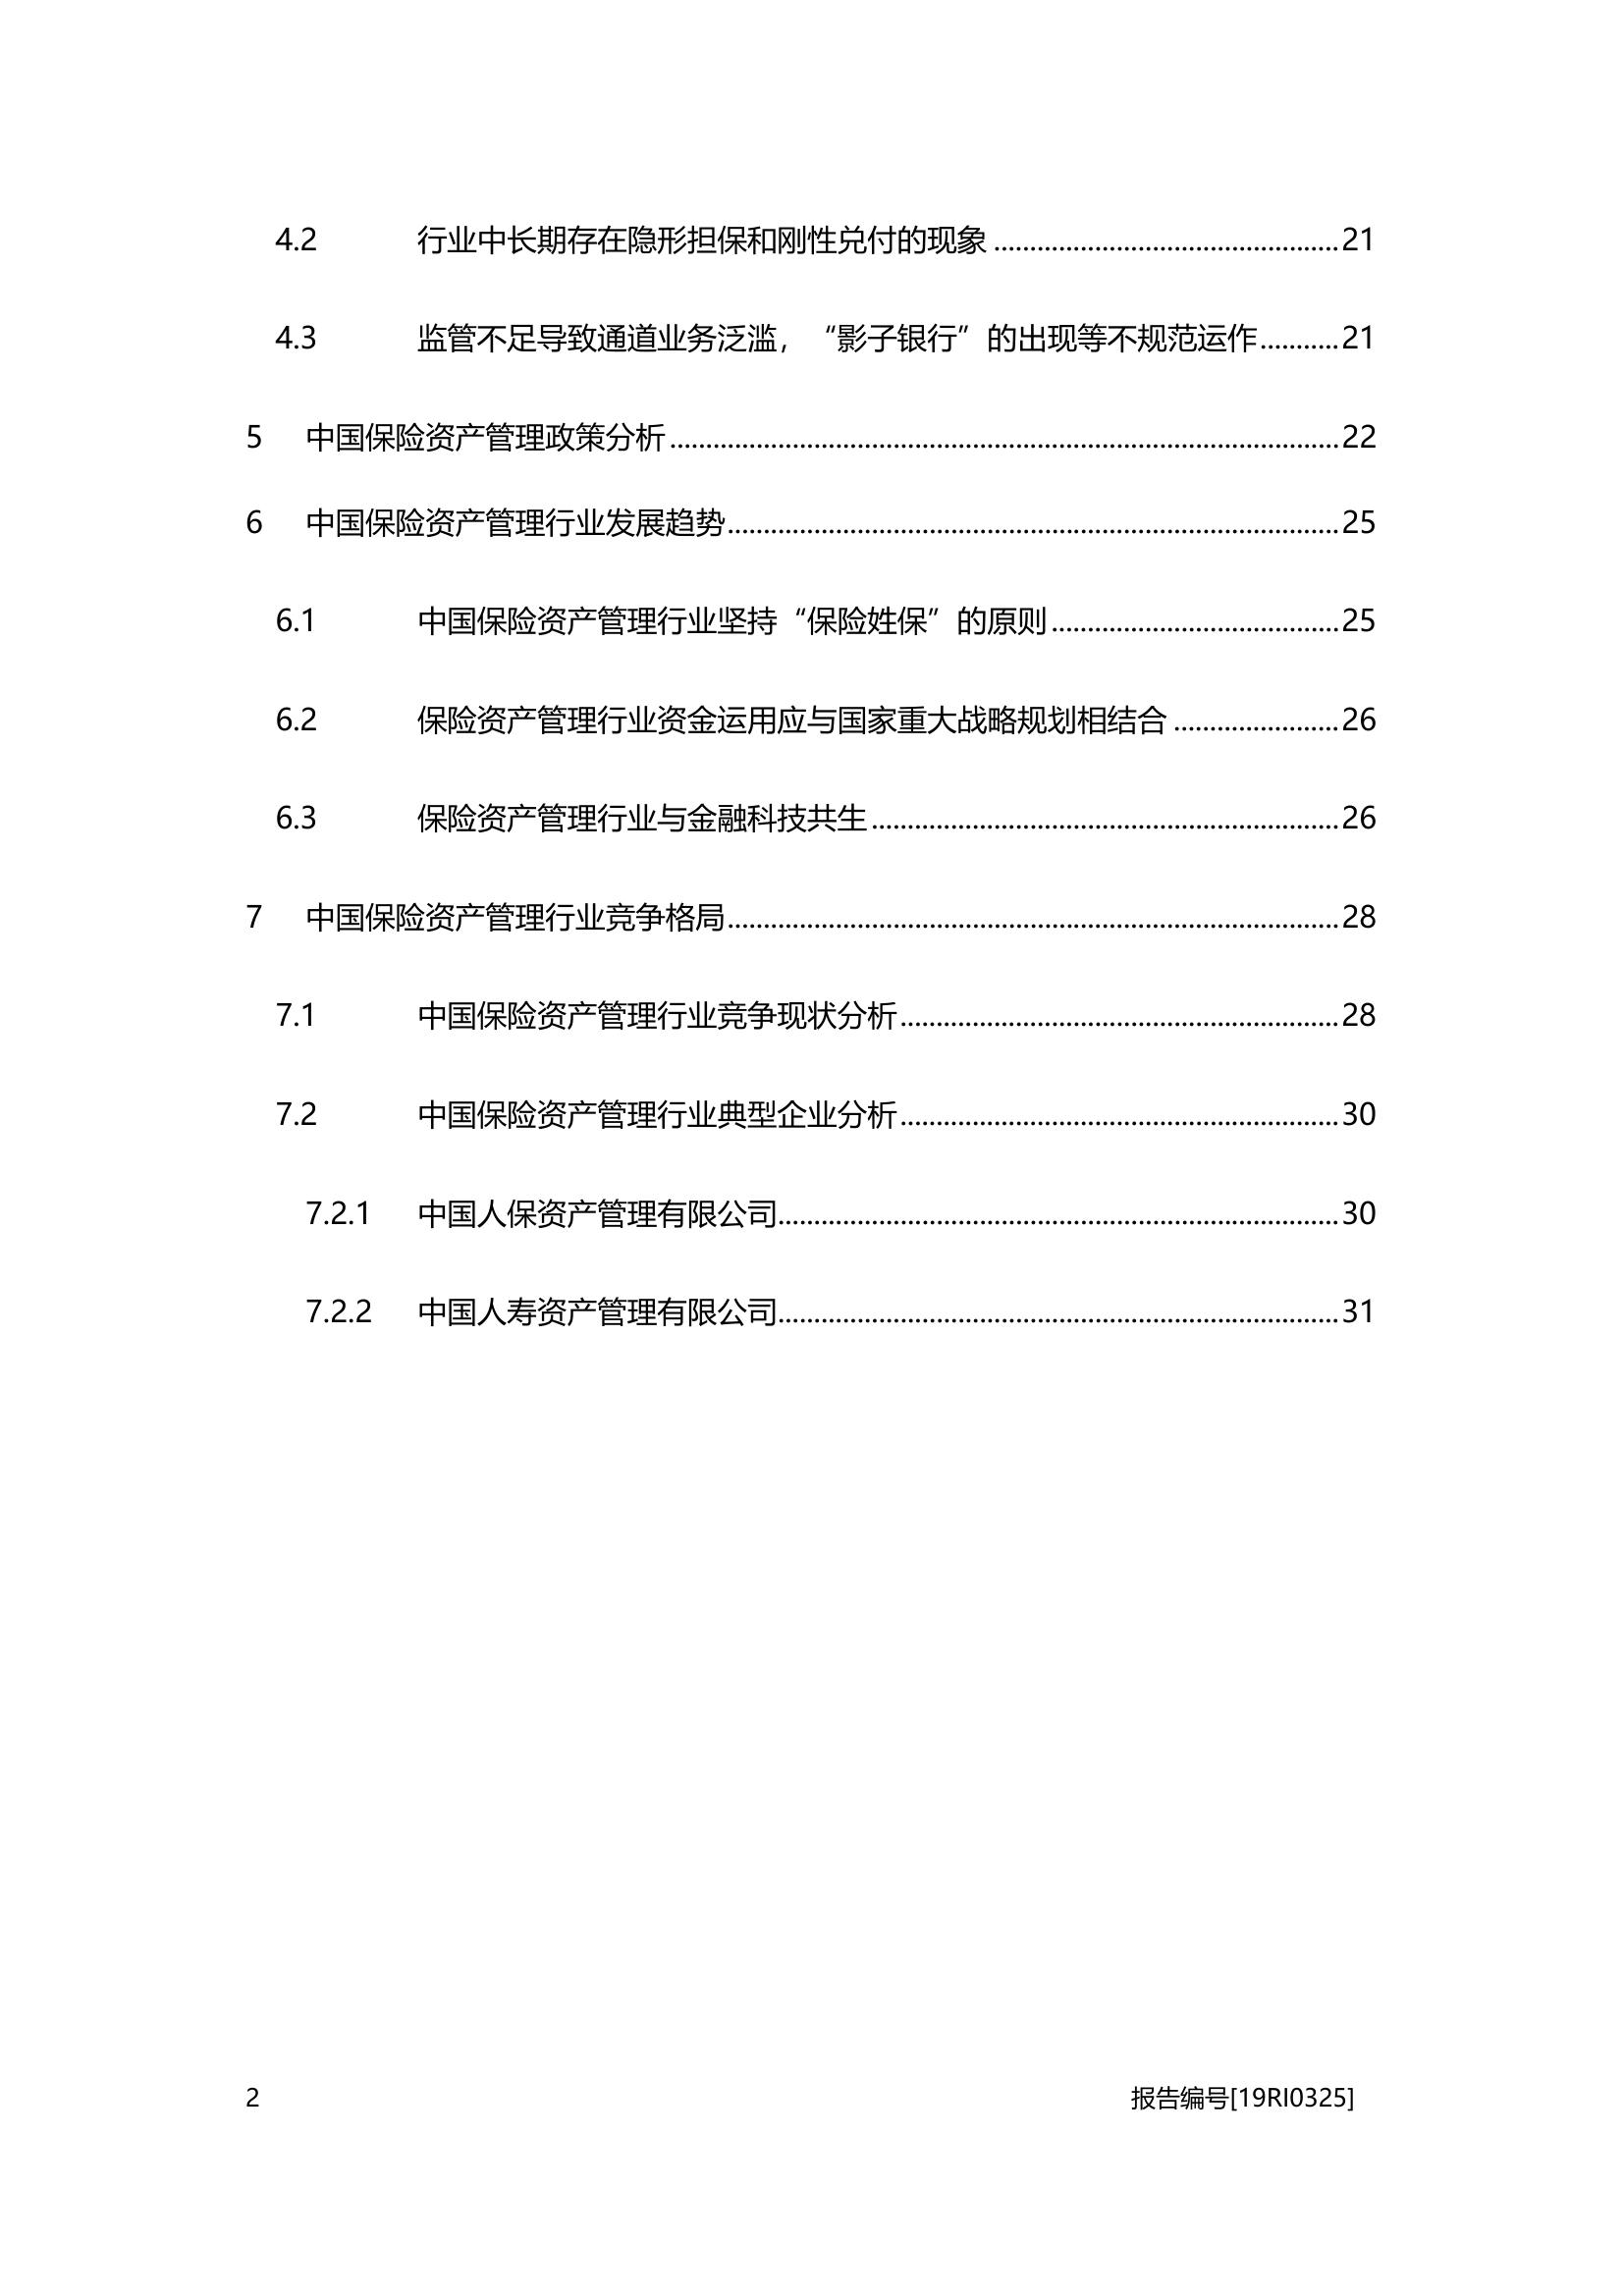 4.2 行业中长期存在隐形担保和刚性兑付的现象................................................21
4.3 监管不足导致通道业务泛滥，“影子银行”的出现等不规范运作...........21
5 中国保险资产管理政策分析.............................................................................................22
6 中国保险资产管理行业发展趋势.....................................................................................25
6.1 中国保险资产管理行业坚持“保险姓保”的原则........................................25
6.2 保险资产管理行业资金运用应与国家重大战略规划相结合.......................26
6.3 保险资产管理行业与金融科技共生.................................................................26
7 中国保险资产管理行业竞争格局.....................................................................................28
7.1 中国保险资产管理行业竞争现状分析.............................................................28
7.2 中国保险资产管理行业典型企业分析.............................................................30
7.2.1 中国人保资产管理有限公司..............................................................................30
7.2.2 中国人寿资产管理有限公司..............................................................................31
2 报告编号[19RI0325]